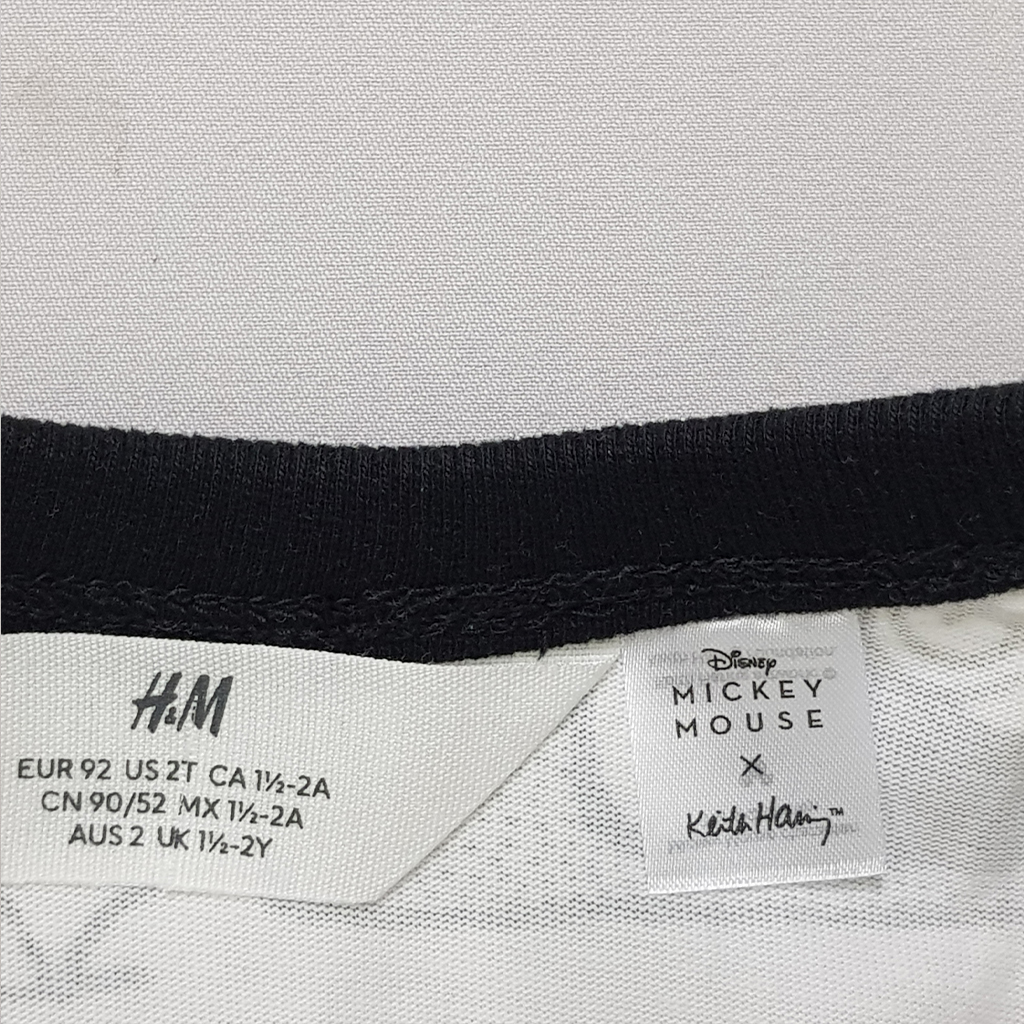 H&M
EUR 92 US 2T CA 1½-2A
CN 90/52 MX 1½-2A
AUS 2 UK 1½-2Y
Disney
MICKEY
MOUSE
×
Keith Haring™